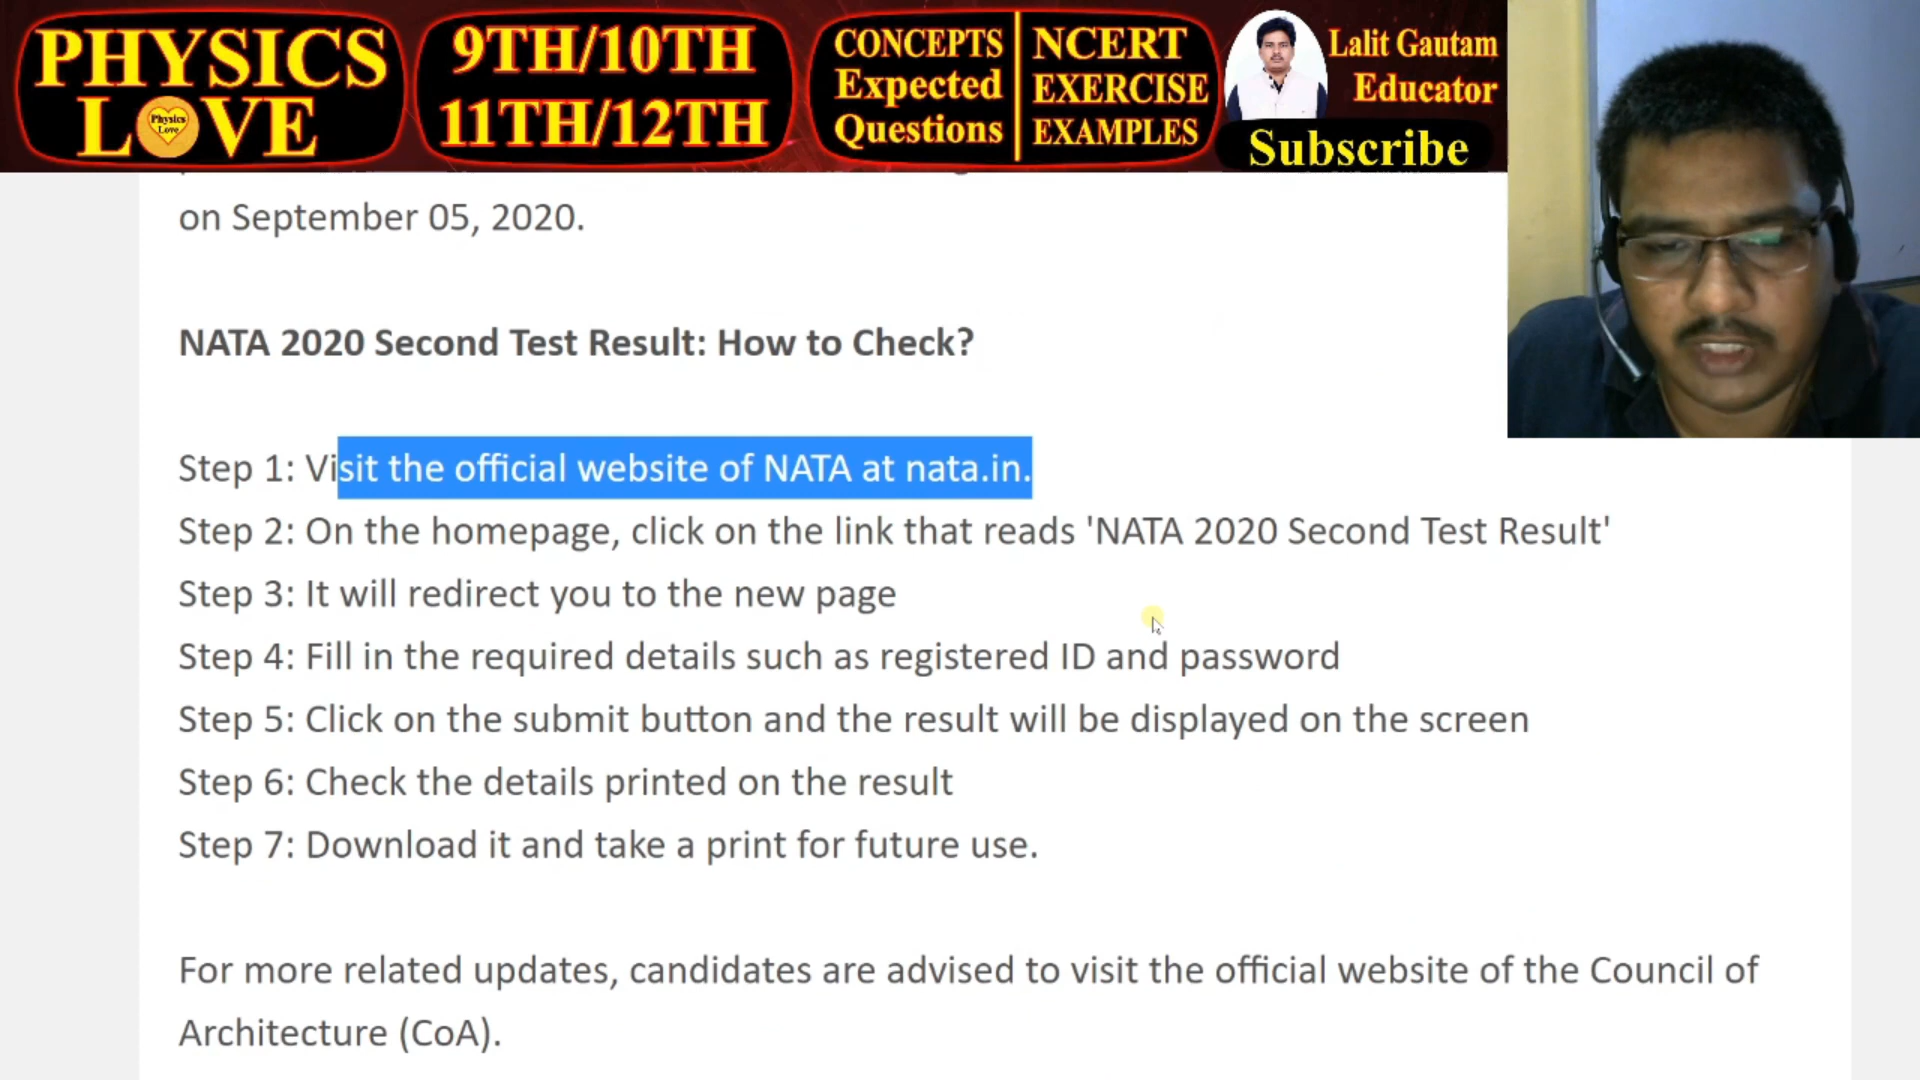 PHYSICS
LOVE
Physics
Love
9TH/10TH
11TH/12TH
CONCEPTS
Expected
Questions
NCERT
EXERCISE
EXAMPLES
Lalit Gautam
Educator
Subscribe
on September 05, 2020.
NATA 2020 Second Test Result: How to Check?
Step 1: Visit the official website of NATA at nata.in.
Step 2: On the homepage, click on the link that reads 'NATA 2020 Second Test Result'
Step 3: It will redirect you to the new page
Step 4: Fill in the required details such as registered ID and password
Step 5: Click on the submit button and the result will be displayed on the screen
Step 6: Check the details printed on the result
Step 7: Download it and take a print for future use.
For more related updates, candidates are advised to visit the official website of the Council of
Architecture (CoA).